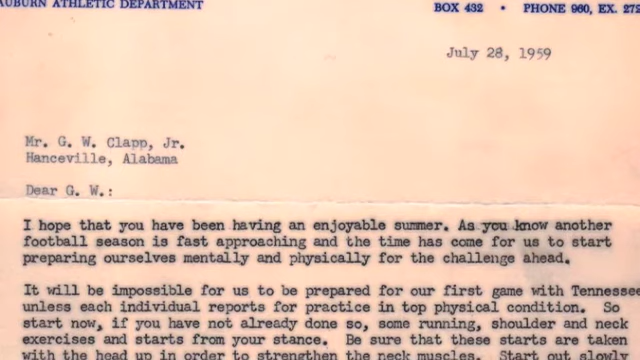 AUBURN ATHLETIC DEPARTMENT
BOX 432 • PHONE 960, EX. 272
July 28, 1959
Mr. G. W. Clapp, Jr.
Hanceville, Alabama
Dear G. W.:
I hope that you have been having an enjoyable summer. As you know another
football season is fast approaching and the time has come for us to start
preparing ourselves mentally and physically for the challenge ahead.
It will be impossible for us to be prepared for our first game with Tennessee
unless each individual reports for practice in top physical condition. So
start now, if you have not already done so, some running, shoulder and neck
exercises and starts from your stance. Be sure that these starts are taken
with the head up in order to strengthen the neck muscles. Start out slowly